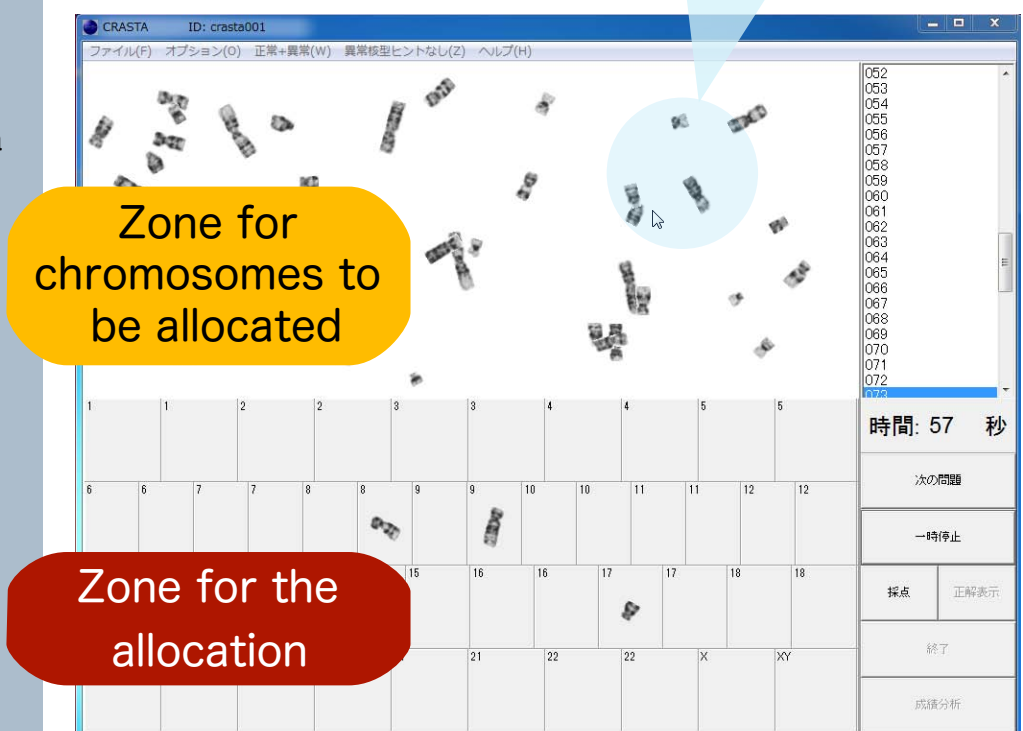 CRASTA ID: crasta001
ファイル(F) オプション(O) 正常+異常(W) 異常核型ヒントなし(Z) ヘルプ(H)
052
053
054
055
056
057
058
059
060
061
062
063
064
065
066
067
068
069
070
071
072
073
Zone for
chromosomes to
be allocated
1 1 2 2 3 3 4 4 5 5
時間: 57 秒
次の問題
6 6 7 7 8 8 9 9 10 10 11 11 12 12
一時停止
Zone for the
allocation
15 16 16 17 17 18 18
採点 正解表示
21 22 22 X XY
終了
成績分析